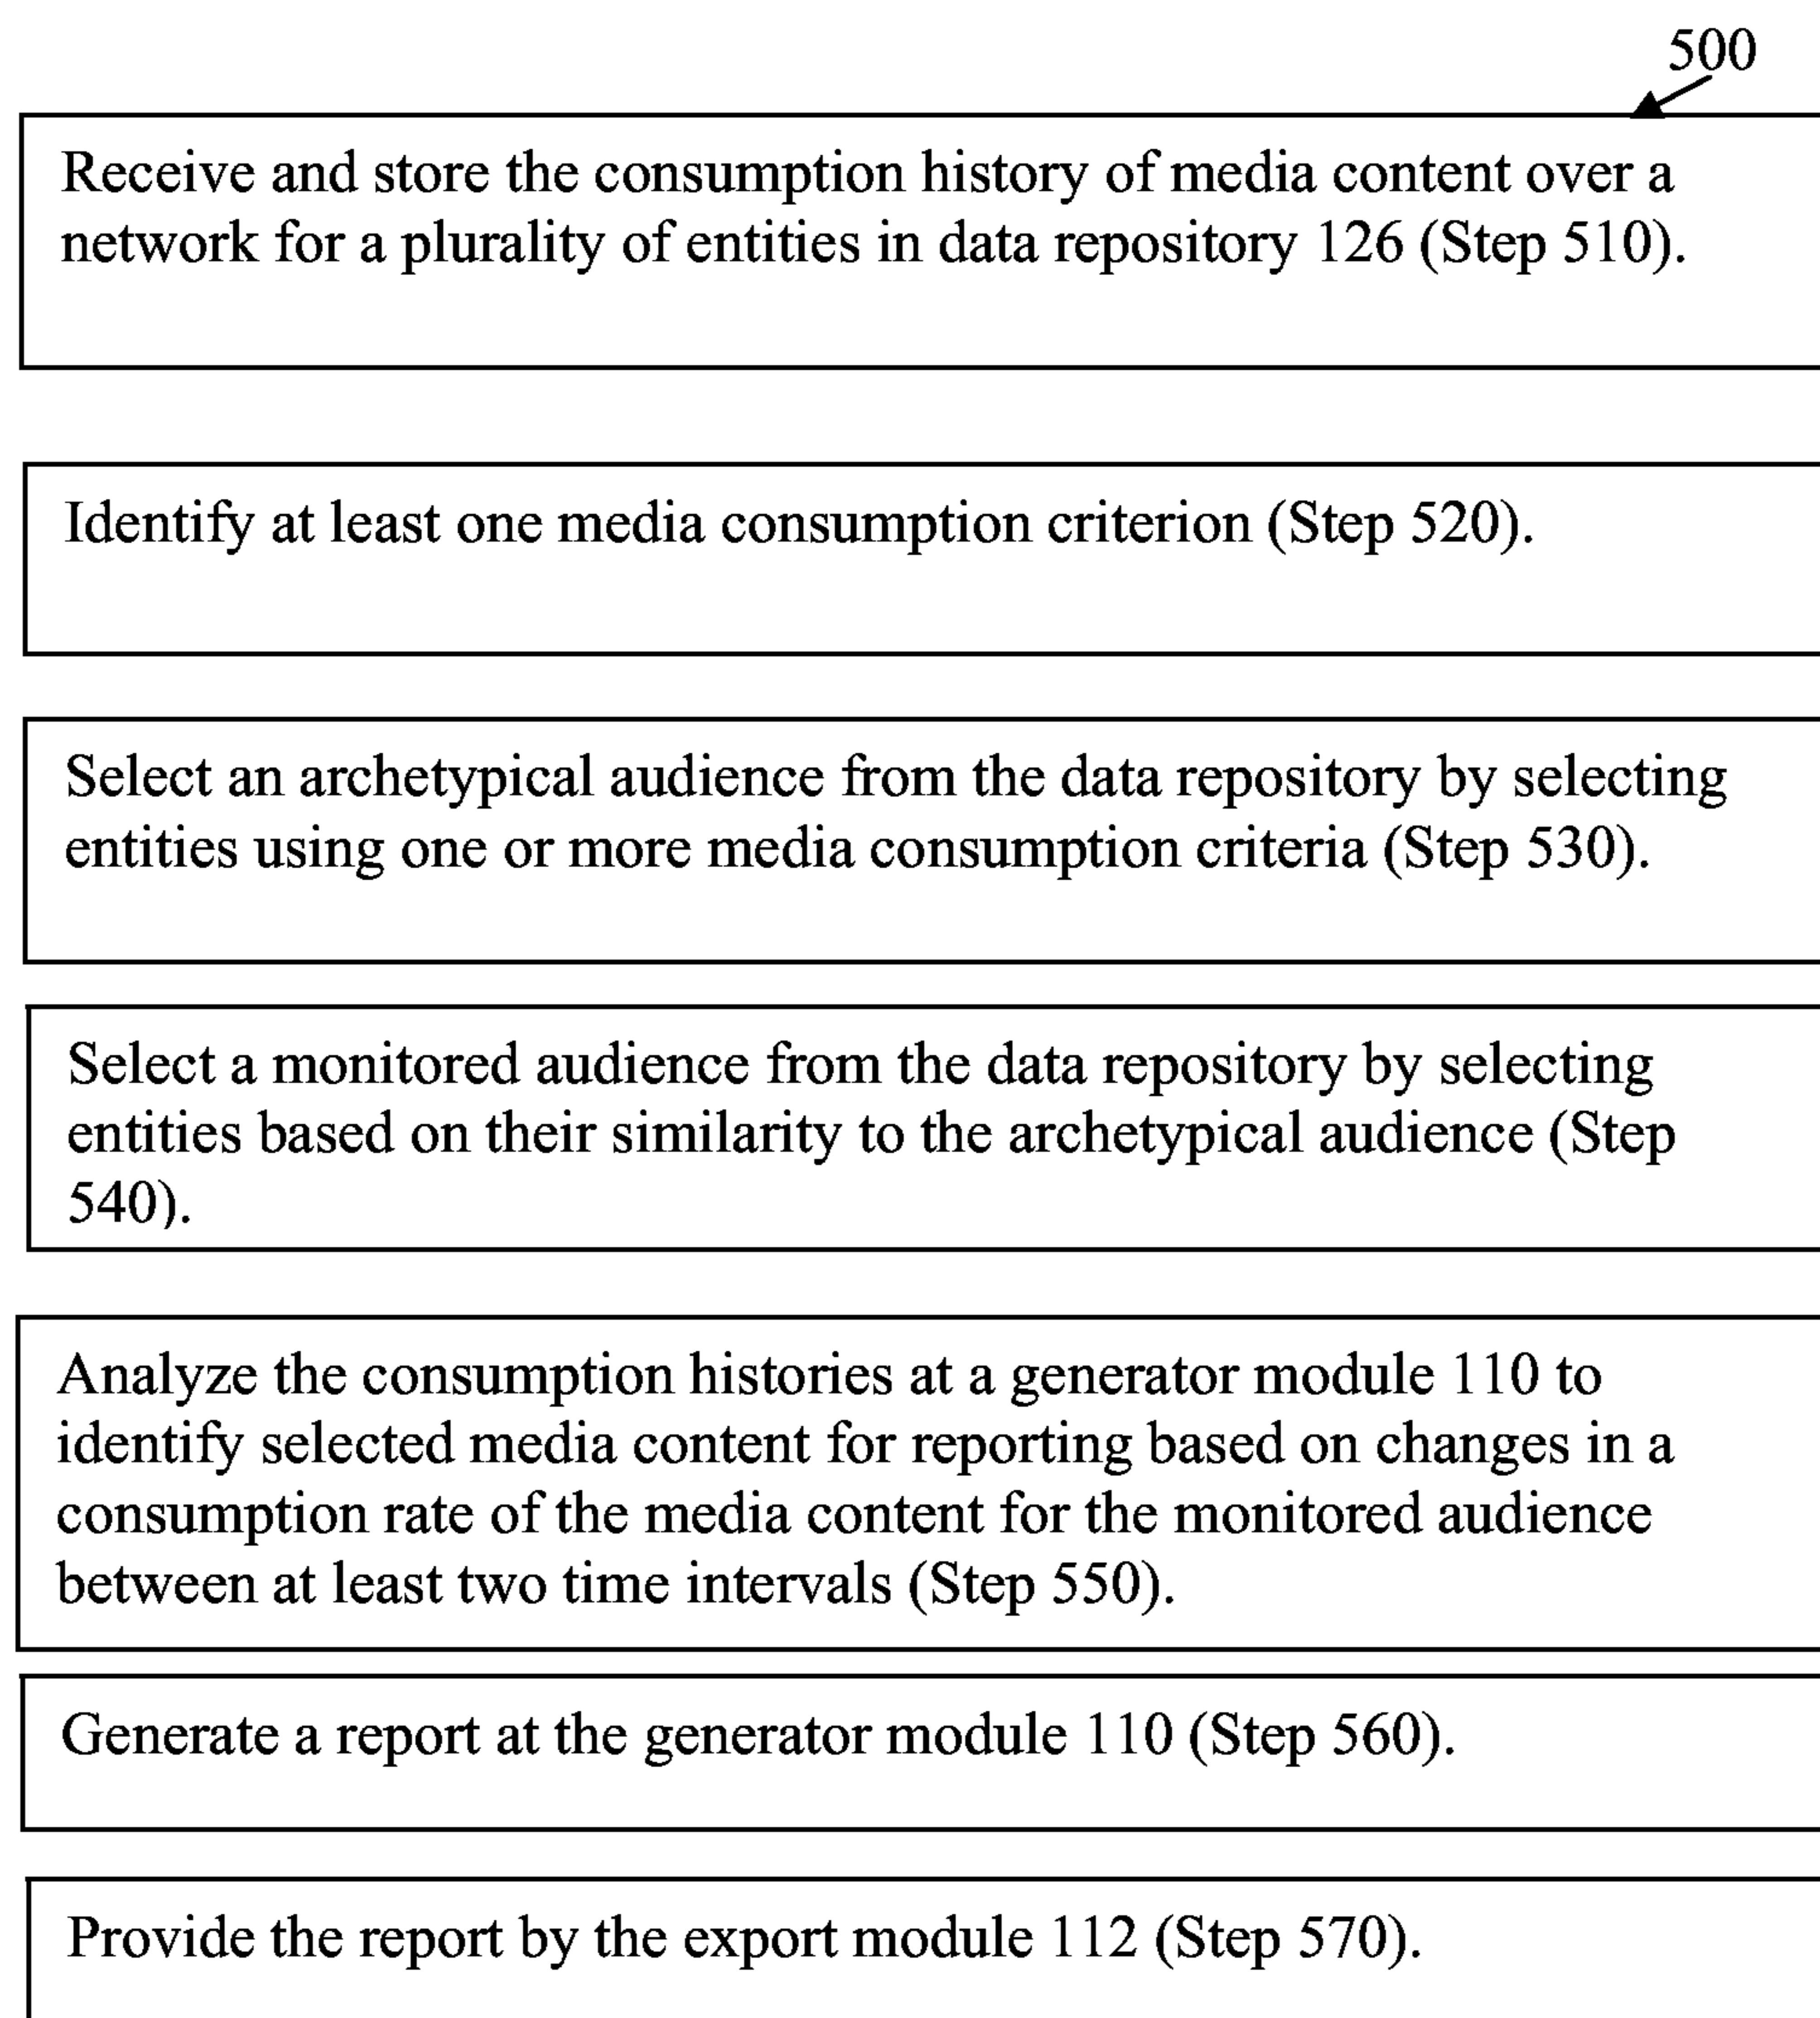 500
Receive and store the consumption history of media content over a
network for a plurality of entities in data repository 126 (Step 510).
Identify at least one media consumption criterion (Step 520).
Select an archetypical audience from the data repository by selecting
entities using one or more media consumption criteria (Step 530).
Select a monitored audience from the data repository by selecting
entities based on their similarity to the archetypical audience (Step
540).
Analyze the consumption histories at a generator module 110 to
identify selected media content for reporting based on changes in a
consumption rate of the media content for the monitored audience
between at least two time intervals (Step 550).
Generate a report at the generator module 110 (Step 560).
Provide the report by the export module 112 (Step 570).